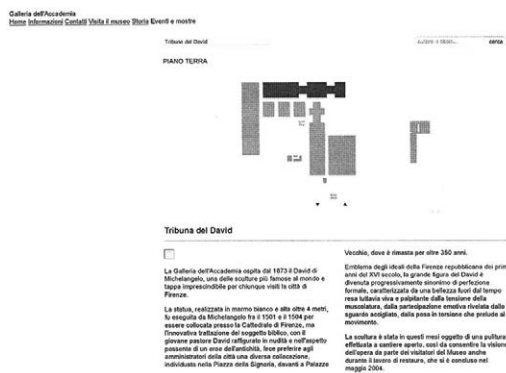 Galleria dell'Accademia
Home Informazioni Contatti Visita il museo Storia Eventi e mostre
Tribuna del David
cerca
PIANO TERRA
Tribuna del David
La Galleria dell'Accademia ospita dal 1873 il David di
Michelangelo, una delle sculture più famose al mondo e
tappa imprescindibile per chiunque visiti la città di
Firenze.
La statua, realizzata in marmo bianco e alta oltre 4 metri,
fu eseguita da Michelangelo fra il 1501 e il 1504 per
essere collocata presso la Cattedrale di Firenze, ma
l'innovativa trattazione del soggetto biblico, con il
giovane pastore David raffigurato in nudità e nell'aspetto
possente di un eroe dell'antichità, fece preferire agli
amministratori della città una diversa collocazione,
individuata nella Piazza della Signoria, davanti a Palazzo
Vecchio, dove è rimasta per oltre 350 anni.
Emblema degli ideali della Firenze repubblicana dei prim
anni del XVI secolo, la grande figura del David è
divenuta progressivamente sinonimo di perfezione
formale, caratterizzata da una bellezza fuori dal tempo
resa tuttavia viva e palpitante dalla tensione della
muscolatura, dalla partecipazione emotiva rivelata dallo
sguardo accigliato, dalla posa in tensione che prelude al
movimento.
La scultura è stata in questi mesi oggetto di una pulitura
effettuata a cantiere aperto, così da consentire la visione
dell'opera da parte dei visitatori del Museo anche
durante il lavoro di restauro, che si è concluso nel
maggio 2004.